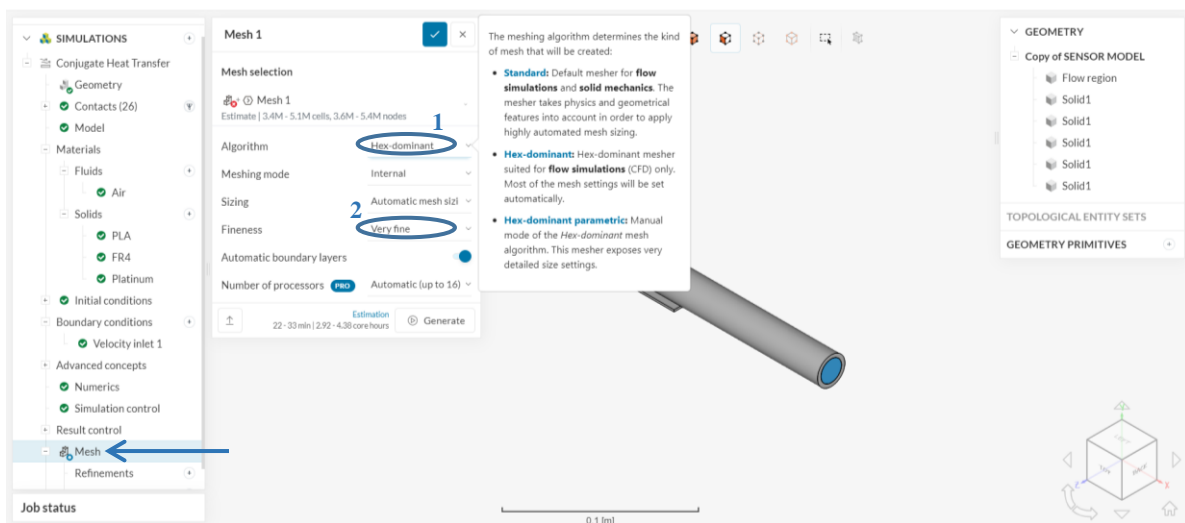 SIMULATIONS
Conjugate Heat Transfer
Geometry
Contacts (26)
Model
Materials
Fluids
Air
Solids
PLA
FR4
Platinum
Initial conditions
Boundary conditions
Velocity inlet 1
Advanced concepts
Numerics
Simulation control
Result control
Mesh
Refinements
Job status
Mesh 1
Mesh selection
Mesh 1
Estimate | 3.4M - 5.1M cells, 3.6M - 5.4M nodes
1
Algorithm Hex-dominant
Meshing mode Internal
Sizing Automatic mesh sizi
2
Fineness Very fine
Automatic boundary layers
Number of processors PRO Automatic (up to 16)
Estimation
22 - 33 min | 2.92 - 4.38 core hours
Generate
The meshing algorithm determines the kind
of mesh that will be created:
• Standard: Default mesher for flow
simulations and solid mechanics. The
mesher takes physics and geometrical
features into account in order to apply
highly automated mesh sizing.
• Hex-dominant: Hex-dominant mesher
suited for flow simulations (CFD) only.
Most of the mesh settings will be set
automatically.
• Hex-dominant parametric: Manual
mode of the Hex-dominant mesh
algorithm. This mesher exposes very
detailed size settings.
0.1 [m]
GEOMETRY
Copy of SENSOR MODEL
Flow region
Solid1
Solid1
Solid1
Solid1
Solid1
TOPOLOGICAL ENTITY SETS
GEOMETRY PRIMITIVES
Z
X